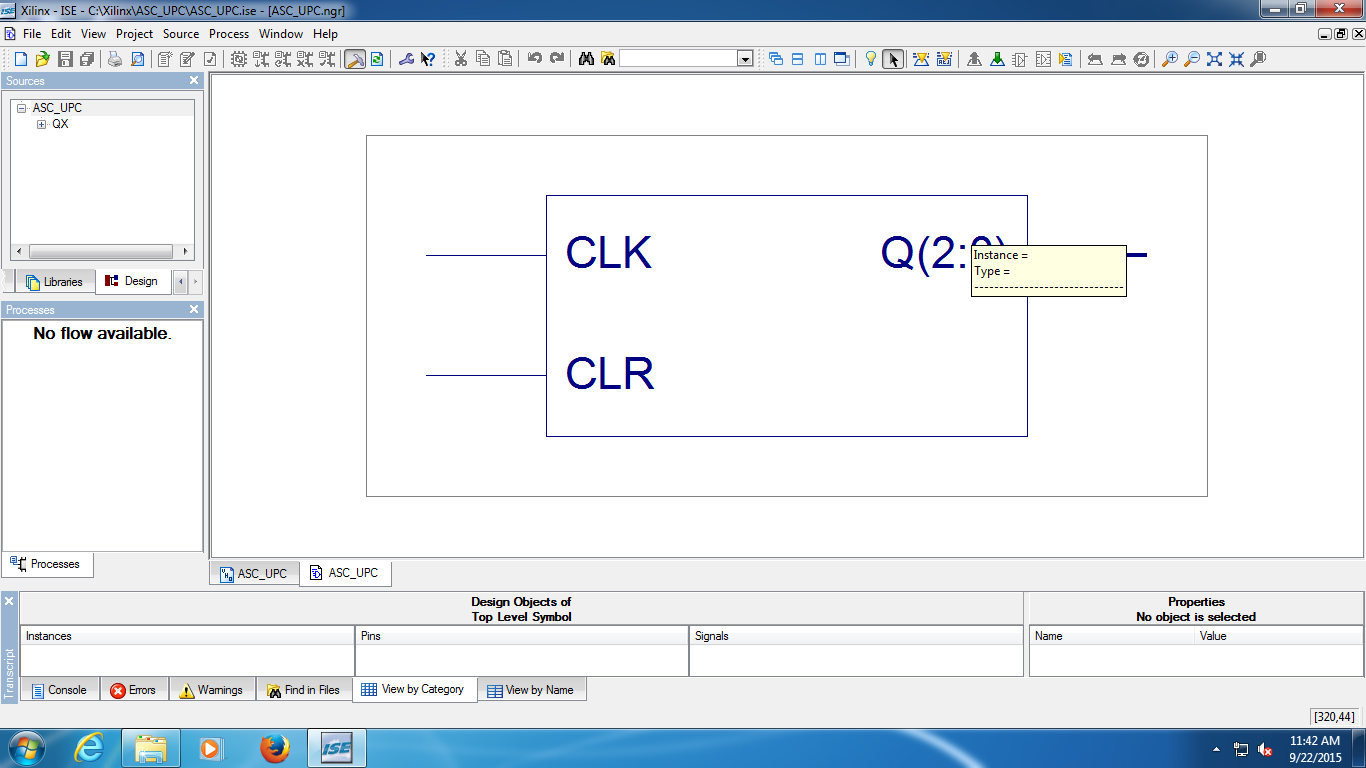 Xilinx - ISE - C:\Xilinx\ASC_UPC\ASC_UPC.ise - [ASC_UPC.ngr]
File Edit View Project Source Process Window Help
Sources
ASC_UPC
QX
Libraries Design
Processes
No flow available.
Processes
CLK
Q(2:
Instance =
Type =
CLR
ASC_UPC ASC_UPC
Transcript
Design Objects of
Top Level Symbol
Properties
No object is selected
Instances Pins Signals Name Value
Console Errors Warnings Find in Files View by Category View by Name
[320,44]
ISE
11:42 AM
9/22/2015